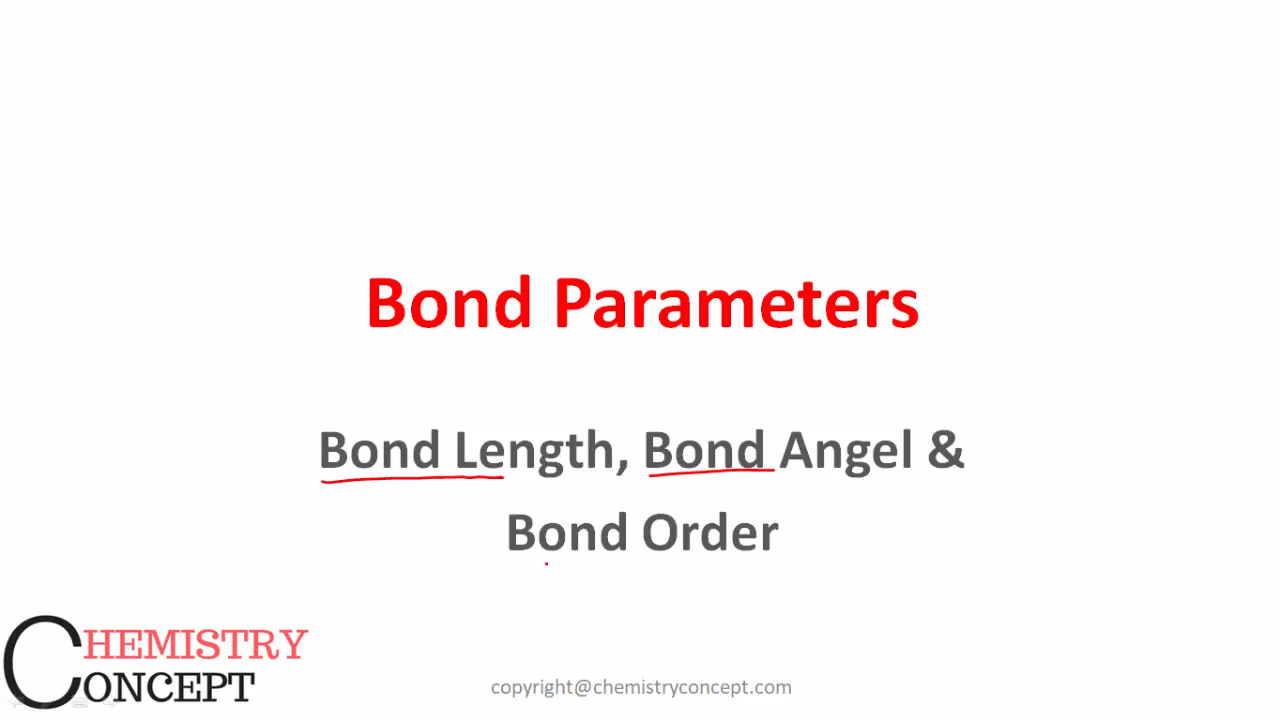 Bond Parameters
Bond Length, Bond Angel &
Bond Order
CHEMISTRY
CONCEPT
copyright@chemistryconcept.com